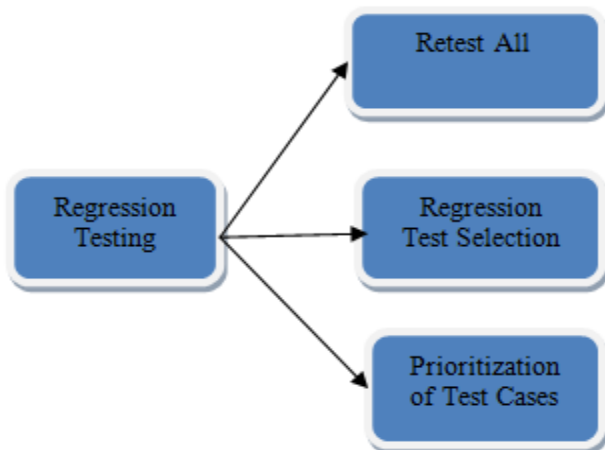 Retest All
Regression
Testing
Regression
Test Selection
Prioritization
of Test Cases